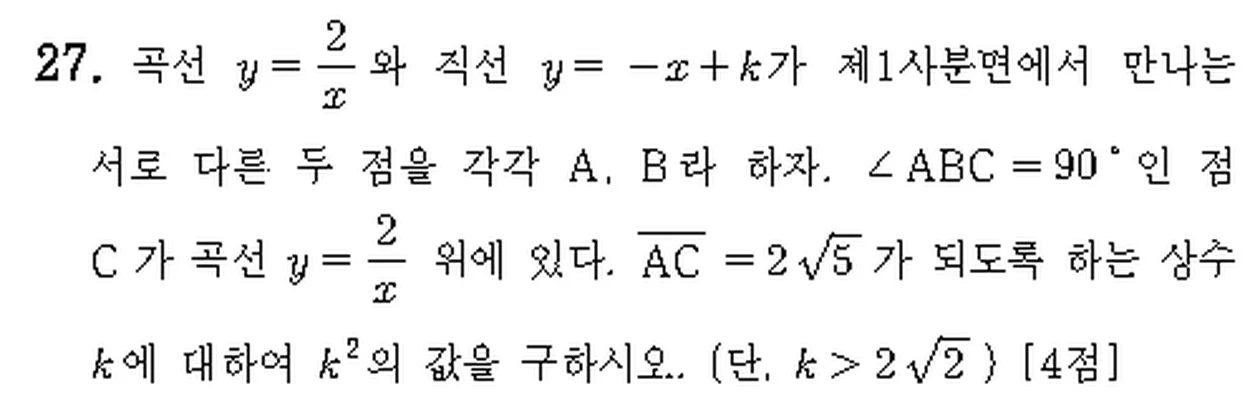 27. 곡선 y = 2/x 와 직선 y = -x + k가 제1사분면에서 만나는
서로 다른 두 점을 각각 A, B라 하자. ∠ABC = 90° 인 점
C 가 곡선 y = 2/x 위에 있다. \overline{AC} = 2√5 가 되도록 하는 상수
k에 대하여 k²의 값을 구하시오.. (단, k > 2√2 ) [4점]